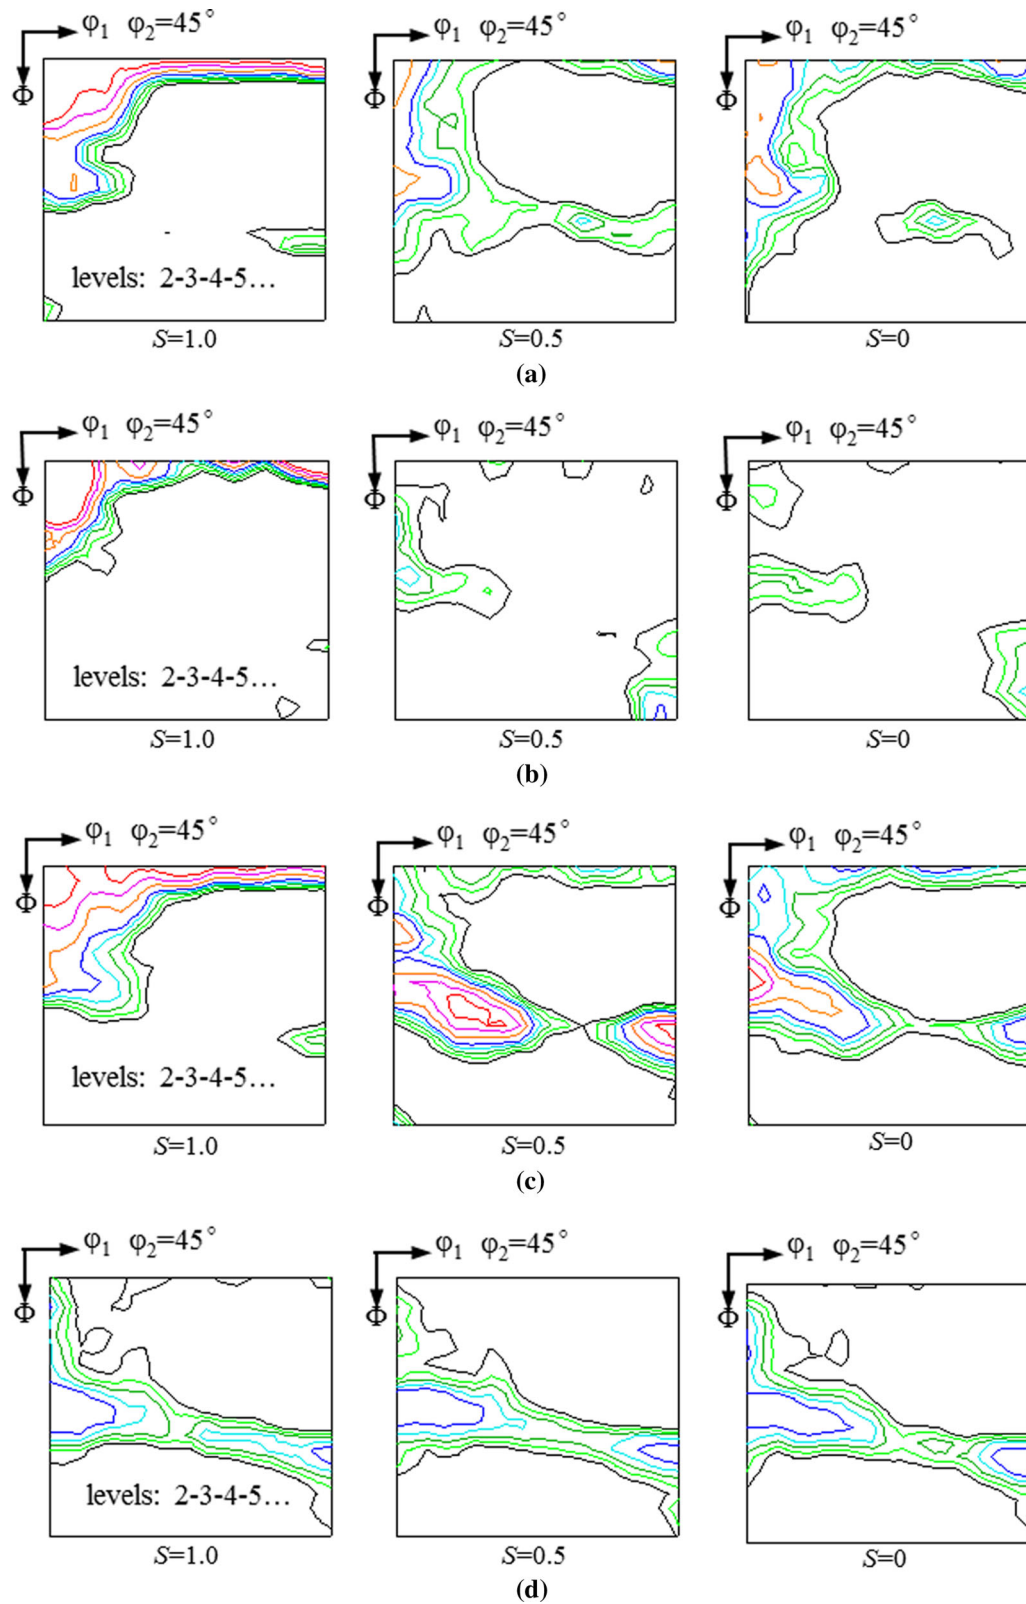 φ₁ φ₂=45° φ₁ φ₂=45° φ₁ φ₂=45°
Φ Φ Φ
levels: 2-3-4-5...
S=1.0 S=0.5 S=0
(a)
φ₁ φ₂=45° φ₁ φ₂=45° φ₁ φ₂=45°
Φ Φ Φ
levels: 2-3-4-5...
S=1.0 S=0.5 S=0
(b)
φ₁ φ₂=45° φ₁ φ₂=45° φ₁ φ₂=45°
Φ Φ Φ
levels: 2-3-4-5...
S=1.0 S=0.5 S=0
(c)
φ₁ φ₂=45° φ₁ φ₂=45° φ₁ φ₂=45°
Φ Φ Φ
levels: 2-3-4-5...
S=1.0 S=0.5 S=0
(d)